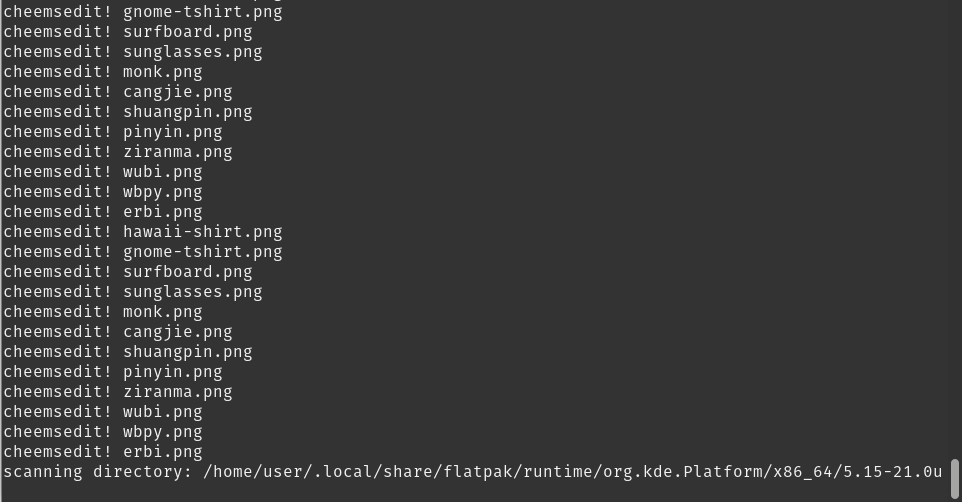 cheemsedit! gnome-tshirt.png
cheemsedit! surfboard.png
cheemsedit! sunglasses.png
cheemsedit! monk.png
cheemsedit! cangjie.png
cheemsedit! shuangpin.png
cheemsedit! pinyin.png
cheemsedit! ziranma.png
cheemsedit! wubi.png
cheemsedit! wbpy.png
cheemsedit! erbi.png
cheemsedit! hawaii-shirt.png
cheemsedit! gnome-tshirt.png
cheemsedit! surfboard.png
cheemsedit! sunglasses.png
cheemsedit! monk.png
cheemsedit! cangjie.png
cheemsedit! shuangpin.png
cheemsedit! pinyin.png
cheemsedit! ziranma.png
cheemsedit! wubi.png
cheemsedit! wbpy.png
cheemsedit! erbi.png
scanning directory: /home/user/.local/share/flatpak/runtime/org.kde.Platform/x86_64/5.15-21.0u